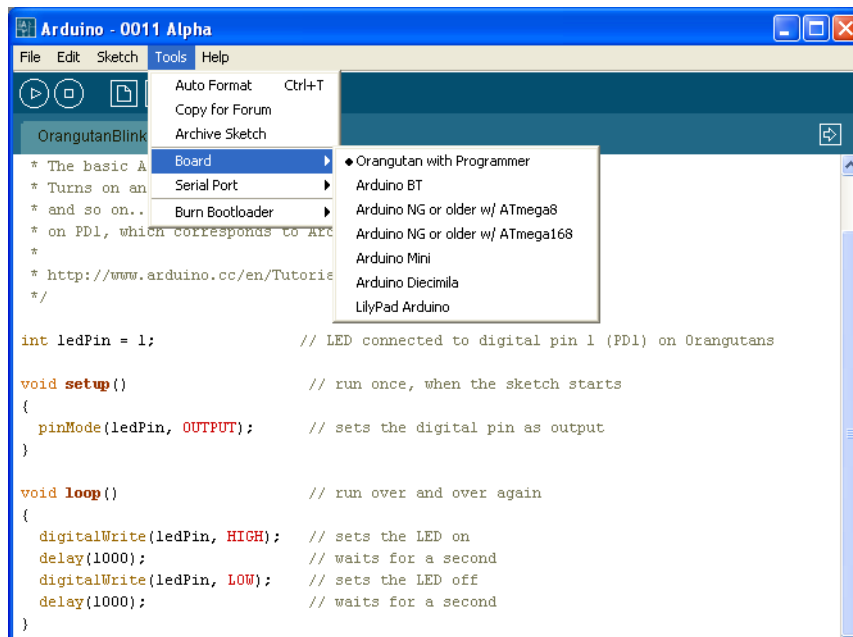 Arduino - 0011 Alpha
File Edit Sketch Tools Help
Auto Format Ctrl+T
Copy for Forum
Archive Sketch
Board
Serial Port
Burn Bootloader
Orangutan with Programmer
Arduino BT
Arduino NG or older w/ ATmega8
Arduino NG or older w/ ATmega168
Arduino Mini
Arduino Diecimila
LilyPad Arduino
OrangutanBlink
* The basic A
* Turns on an
* and so on..
* on PD1, which corresponds to Ard
*
* http://www.arduino.cc/en/Tutoria
*/
int ledPin = 1; // LED connected to digital pin 1 (PD1) on Orangutans
void setup() // run once, when the sketch starts
{
pinMode(ledPin, OUTPUT); // sets the digital pin as output
}
void loop() // run over and over again
{
digitalWrite(ledPin, HIGH); // sets the LED on
delay(1000); // waits for a second
digitalWrite(ledPin, LOW); // sets the LED off
delay(1000); // waits for a second
}